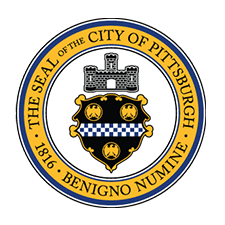 THE SEAL OF THE CITY OF PITTSBURGH
· 1816 · BENIGNO NUMINE ·